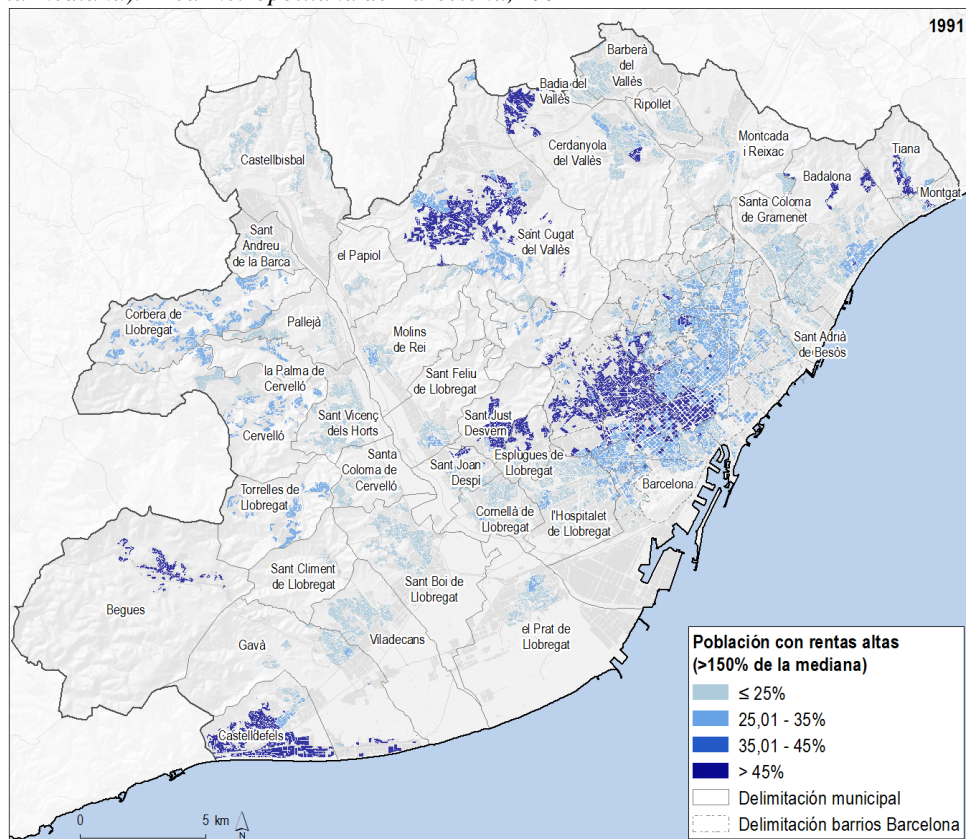 1991
Barberà
del
Vallès
Badia del
Vallès
Ripollet
Cerdanyola
del Vallès
Montcada
i Reixac
Tiana
Castellbisbal
Badalona
Montgat
Santa Coloma
de Gramenet
Sant
Andreu
de la Barca
Sant Cugat
del Vallès
el Papiol
Corbera de
Llobregat
Pallejà
Molins
de Rei
Sant Adrià
de Besòs
la Palma de
Cervelló
Sant Feliu
de Llobregat
Sant Vicenç
dels Horts
Sant Just
Desvern
Cervelló
Santa
Coloma de
Cervelló
Sant Joan
Despi
Esplugues de
Llobregat
Barcelona
Torrelles de
Llobregat
Cornellà de
Llobregat
l'Hospitalet
de Llobregat
Sant Climent
de Llobregat
Sant Boi de
Llobregat
Begues
Gavà
Viladecans
el Prat de
Llobregat
Castelldefels
Población con rentas altas
(>150% de la mediana)
≤ 25%
25,01 - 35%
35,01 - 45%
> 45%
Delimitación municipal
Delimitación barrios Barcelona
0 5 km
N